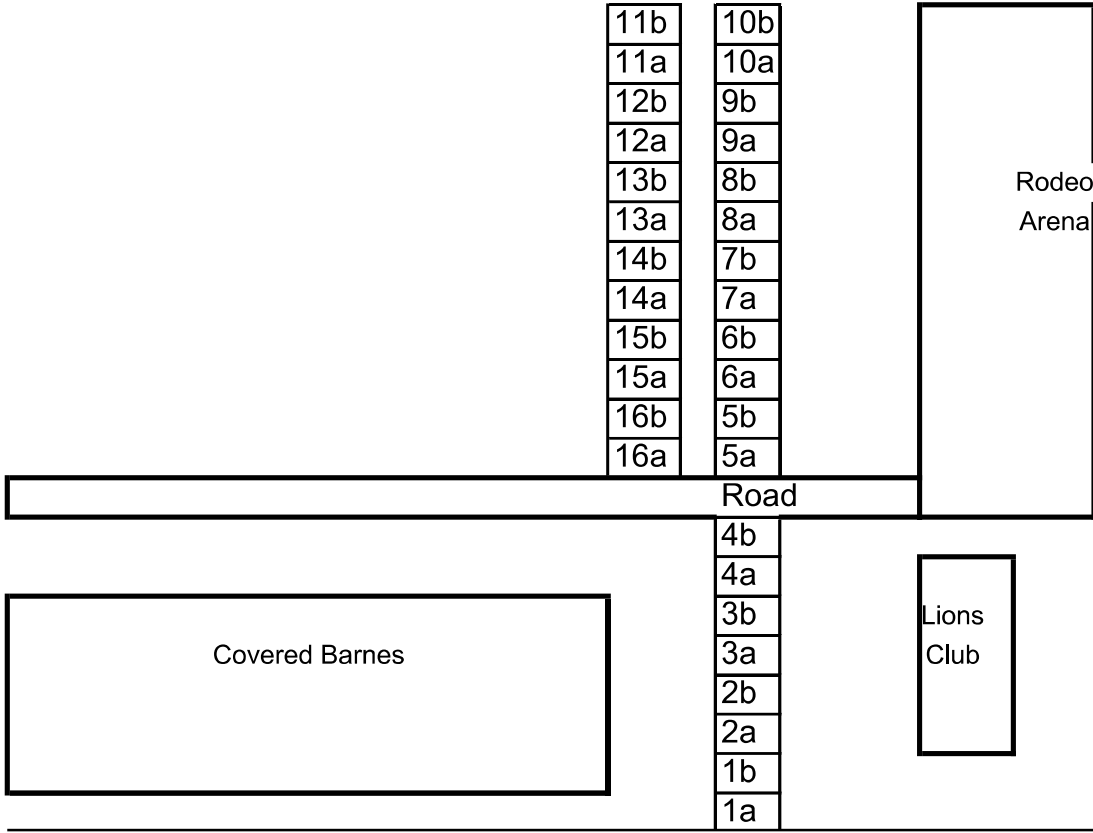 11b 10b
11a 10a
12b 9b
12a 9a
13b 8b Rodeo
13a 8a Arena
14b 7b
14a 7a
15b 6b
15a 6a
16b 5b
16a 5a
Road
4b
4a
3b Lions
Covered Barnes 3a Club
2b
2a
1b
1a